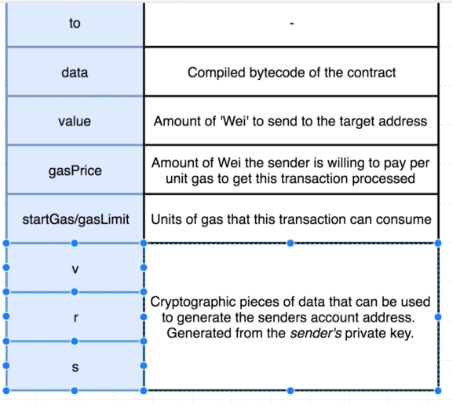 to
-
data
Compiled bytecode of the contract
value
Amount of 'Wei' to send to the target address
gasPrice
Amount of Wei the sender is willing to pay per
unit gas to get this transaction processed
startGas/gasLimit
Units of gas that this transaction can consume
v
r
s
Cryptographic pieces of data that can be used
to generate the senders account address.
Generated from the sender's private key.